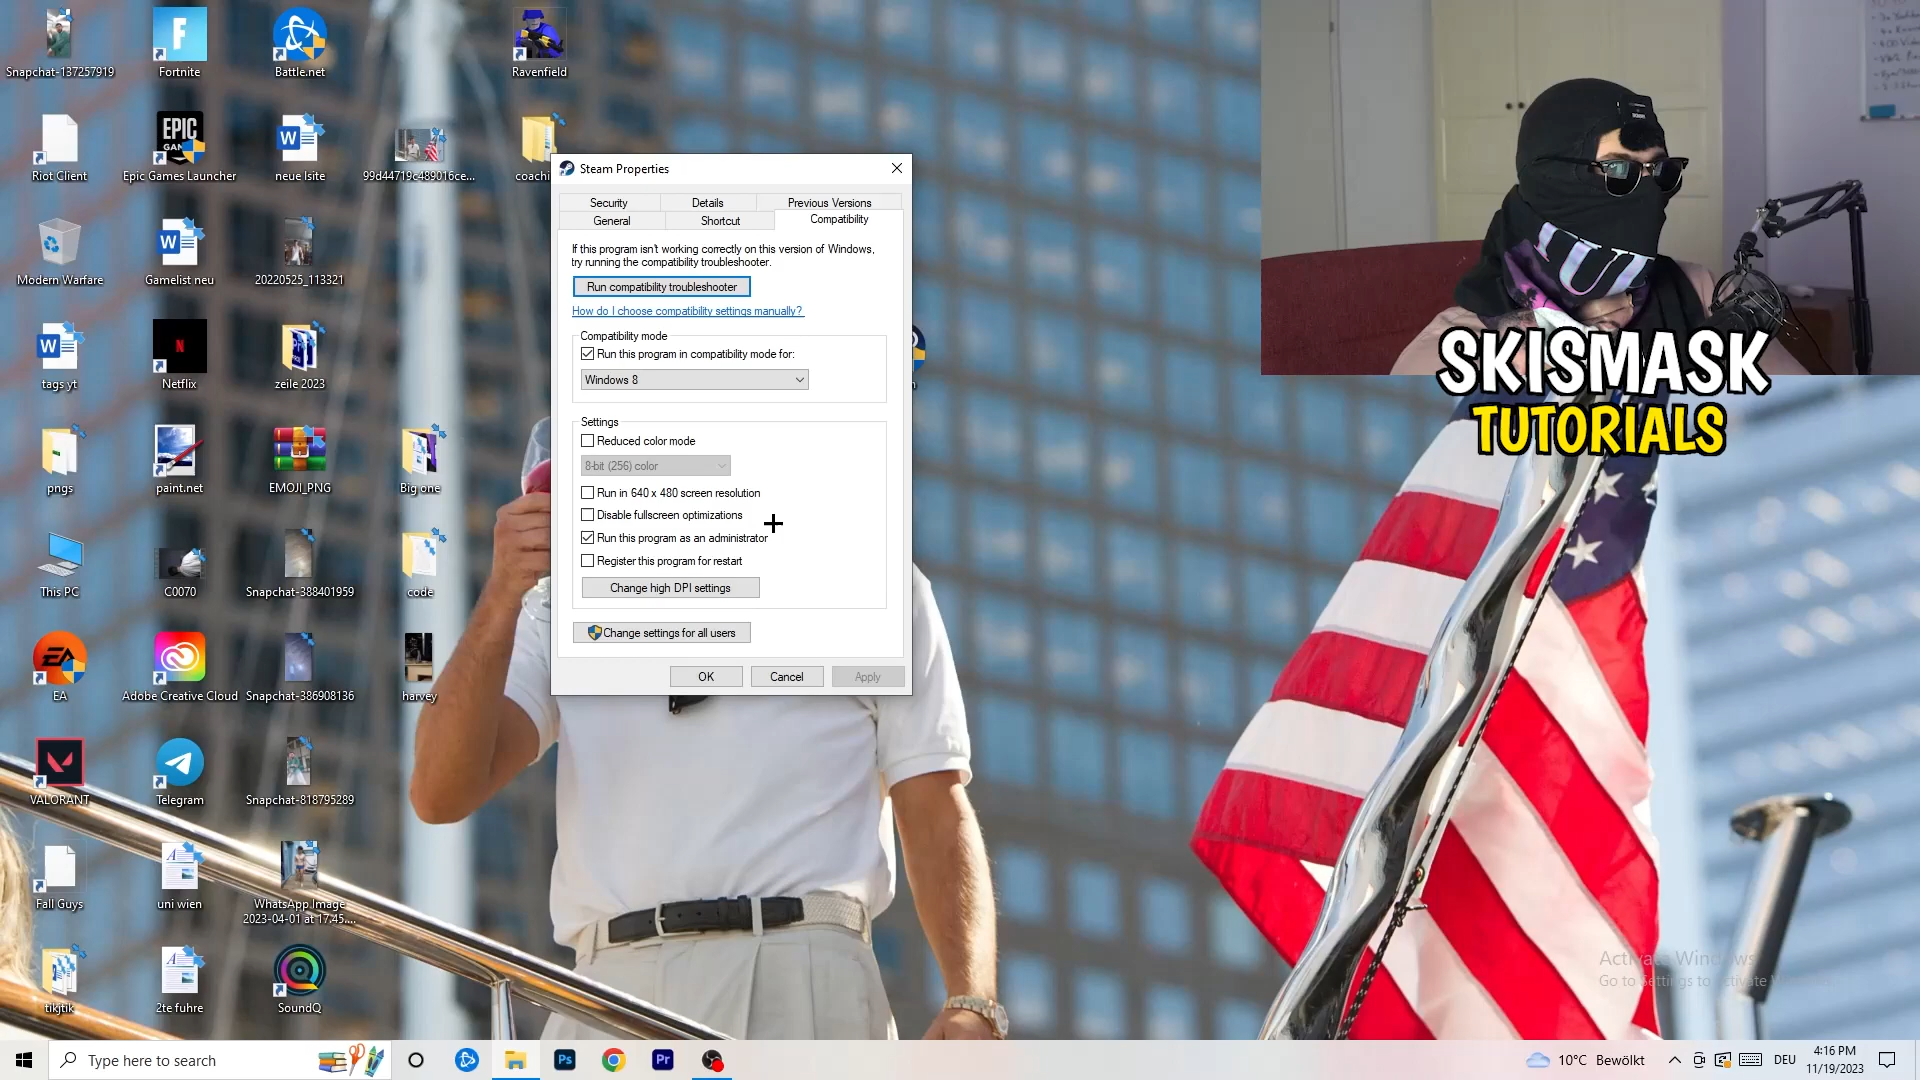 Snapchat-137257919
Fortnite
Battle.net
Ravenfield
Riot Client
EPIC
Epic Games Launcher
neue lsite
99d44719c489016ce...
Modern Warfare
Gamelist neu
20220525_113321
tags yt
Netflix
zeile 2023
pngs
paint.net
EMOJI_PNG
Big one
This PC
C0070
Snapchat-388401959
code
EA
Adobe Creative Cloud
Snapchat-386908136
harvey
VALORANT
Telegram
Snapchat-818795289
Fall Guys
uni wien
WhatsApp Image
2023-04-01 at 17.45....
tikjtik
2te fuhre
SoundQ
Steam Properties
Security
Details
Previous Versions
General
Shortcut
Compatibility
If this program isn't working correctly on this version of Windows,
try running the compatibility troubleshooter.
Run compatibility troubleshooter
How do I choose compatibility settings manually?
Compatibility mode
Run this program in compatibility mode for:
Windows 8
Settings
Reduced color mode
8-bit (256) color
Run in 640 x 480 screen resolution
Disable fullscreen optimizations
Run this program as an administrator
Register this program for restart
Change high DPI settings
Change settings for all users
OK
Cancel
Apply
SKISMASK
TUTORIALS
Activate Windows
Go to Settings to activate
Type here to search
Ps
Pr
10°C Bewölkt
DEU
4:16 PM
11/19/2023